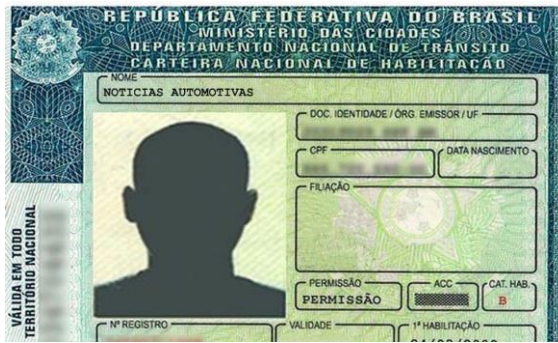 REPÚBLICA FEDERATIVA DO BRASIL
MINISTÉRIO DAS CIDADES
DEPARTAMENTO NACIONAL DE TRÂNSITO
CARTEIRA NACIONAL DE HABILITAÇÃO
NOME
NOTICIAS AUTOMOTIVAS
DOC. IDENTIDADE / ÓRG. EMISSOR / UF
CPF
DATA NASCIMENTO
FILIAÇÃO
PERMISSÃO
ACC
CAT. HAB.
PERMISSÃO
B
Nº REGISTRO
VALIDADE
1ª HABILITAÇÃO
VÁLIDA EM TODO
TERRITÓRIO NACIONAL